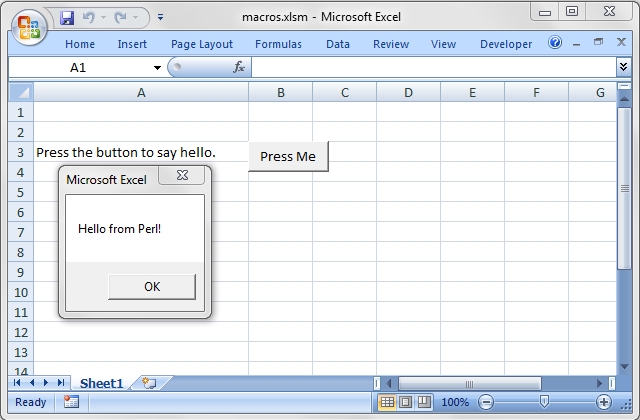 macros.xlsm - Microsoft Excel
Home Insert Page Layout Formulas Data Review View Developer
A1 fx
A B C D E F G
1
2
3 Press the button to say hello. Press Me
4
Microsoft Excel
5
6
Hello from Perl!
7
8
9
OK
10
11
12
13
14
Sheet1
Ready 100%